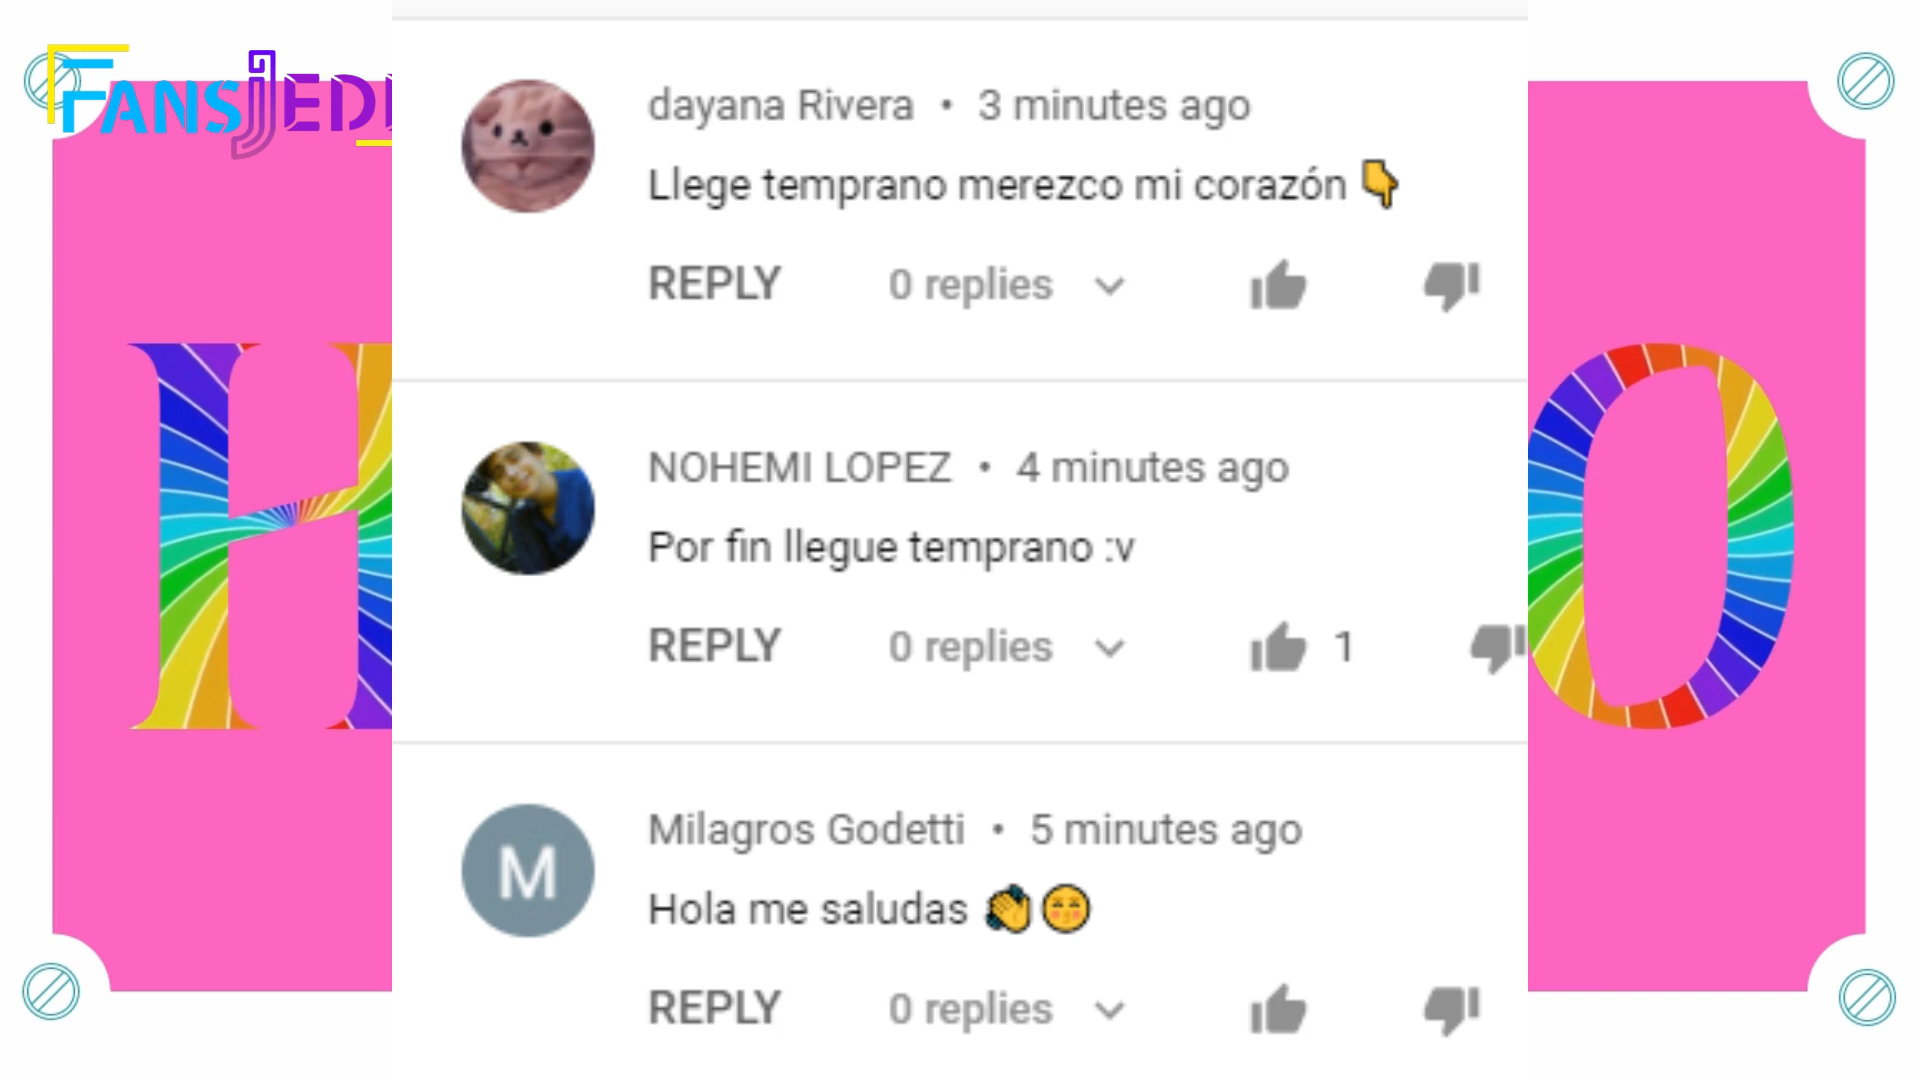 FANSJEDI
dayana Rivera • 3 minutes ago
Llege temprano merezco mi corazón 👇
REPLY 0 replies
NOHEMI LOPEZ • 4 minutes ago
Por fin llegue temprano :v
REPLY 0 replies 1
M
Milagros Godetti • 5 minutes ago
Hola me saludas 👏😊
REPLY 0 replies
H O